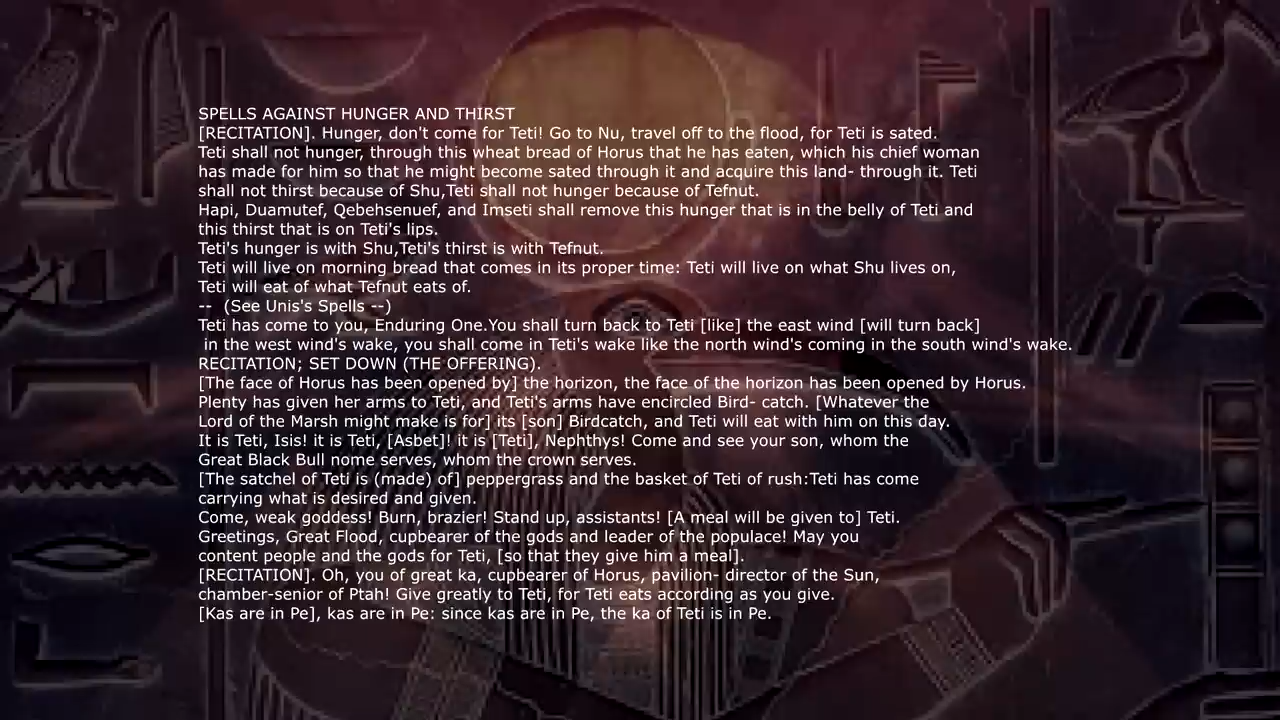 SPELLS AGAINST HUNGER AND THIRST
[RECITATION]. Hunger, don't come for Teti! Go to Nu, travel off to the flood, for Teti is sated.
Teti shall not hunger, through this wheat bread of Horus that he has eaten, which his chief woman
has made for him so that he might become sated through it and acquire this land- through it. Teti
shall not thirst because of Shu,Teti shall not hunger because of Tefnut.
Hapi, Duamutef, Qebehsenuef, and Imseti shall remove this hunger that is in the belly of Teti and
this thirst that is on Teti's lips.
Teti's hunger is with Shu,Teti's thirst is with Tefnut.
Teti will live on morning bread that comes in its proper time: Teti will live on what Shu lives on,
Teti will eat of what Tefnut eats of.
--  (See Unis's Spells --)
Teti has come to you, Enduring One.You shall turn back to Teti [like] the east wind [will turn back]
in the west wind's wake, you shall come in Teti's wake like the north wind's coming in the south wind's wake.
RECITATION; SET DOWN (THE OFFERING).
[The face of Horus has been opened by] the horizon, the face of the horizon has been opened by Horus.
Plenty has given her arms to Teti, and Teti's arms have encircled Bird- catch. [Whatever the
Lord of the Marsh might make is for] its [son] Birdcatch, and Teti will eat with him on this day.
It is Teti, Isis! it is Teti, [Asbet]! it is [Teti], Nephthys! Come and see your son, whom the
Great Black Bull nome serves, whom the crown serves.
[The satchel of Teti is (made) of] peppergrass and the basket of Teti of rush:Teti has come
carrying what is desired and given.
Come, weak goddess! Burn, brazier! Stand up, assistants! [A meal will be given to] Teti.
Greetings, Great Flood, cupbearer of the gods and leader of the populace! May you
content people and the gods for Teti, [so that they give him a meal].
[RECITATION]. Oh, you of great ka, cupbearer of Horus, pavilion- director of the Sun,
chamber-senior of Ptah! Give greatly to Teti, for Teti eats according as you give.
[Kas are in Pe], kas are in Pe: since kas are in Pe, the ka of Teti is in Pe.